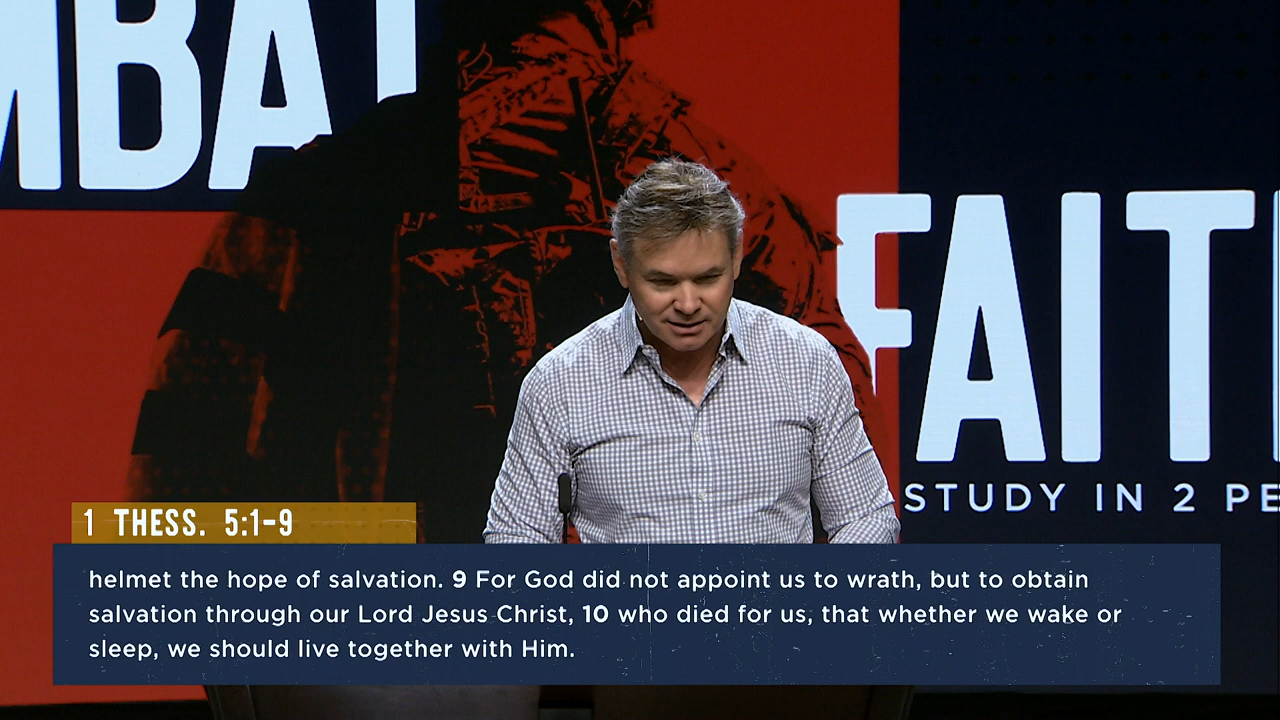 MBAT
FAITH
STUDY IN 2 PE
1 THESS. 5:1-9
helmet the hope of salvation. 9 For God did not appoint us to wrath, but to obtain
salvation through our Lord Jesus Christ, 10 who died for us, that whether we wake or
sleep, we should live together with Him.